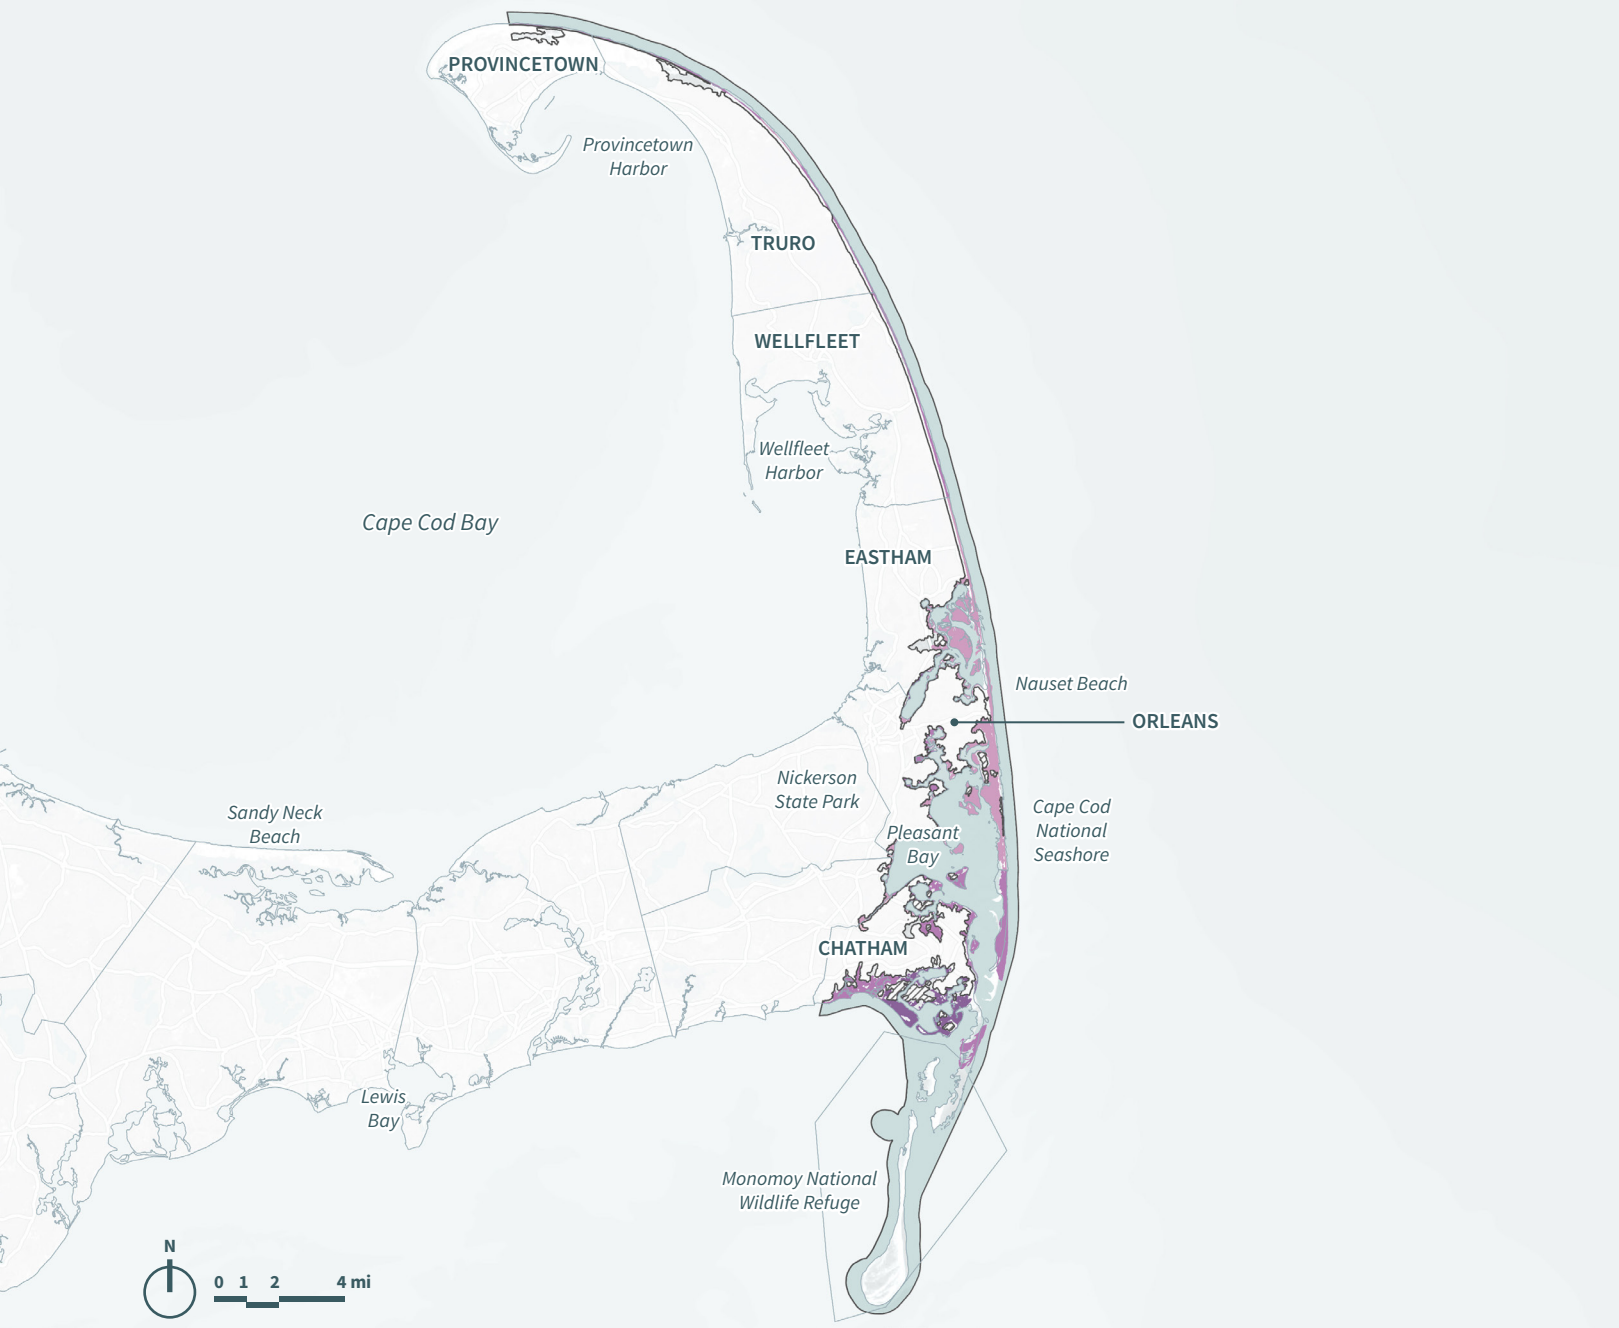 PROVINCETOWN
Provincetown
Harbor
TRURO
WELLFLEET
Wellfleet
Harbor
Cape Cod Bay
EASTHAM
Nauset Beach
ORLEANS
Nickerson
State Park
Sandy Neck
Beach
Cape Cod
National
Seashore
Pleasant
Bay
CHATHAM
Lewis
Bay
Monomoy National
Wildlife Refuge
N
0 1 2 4 mi